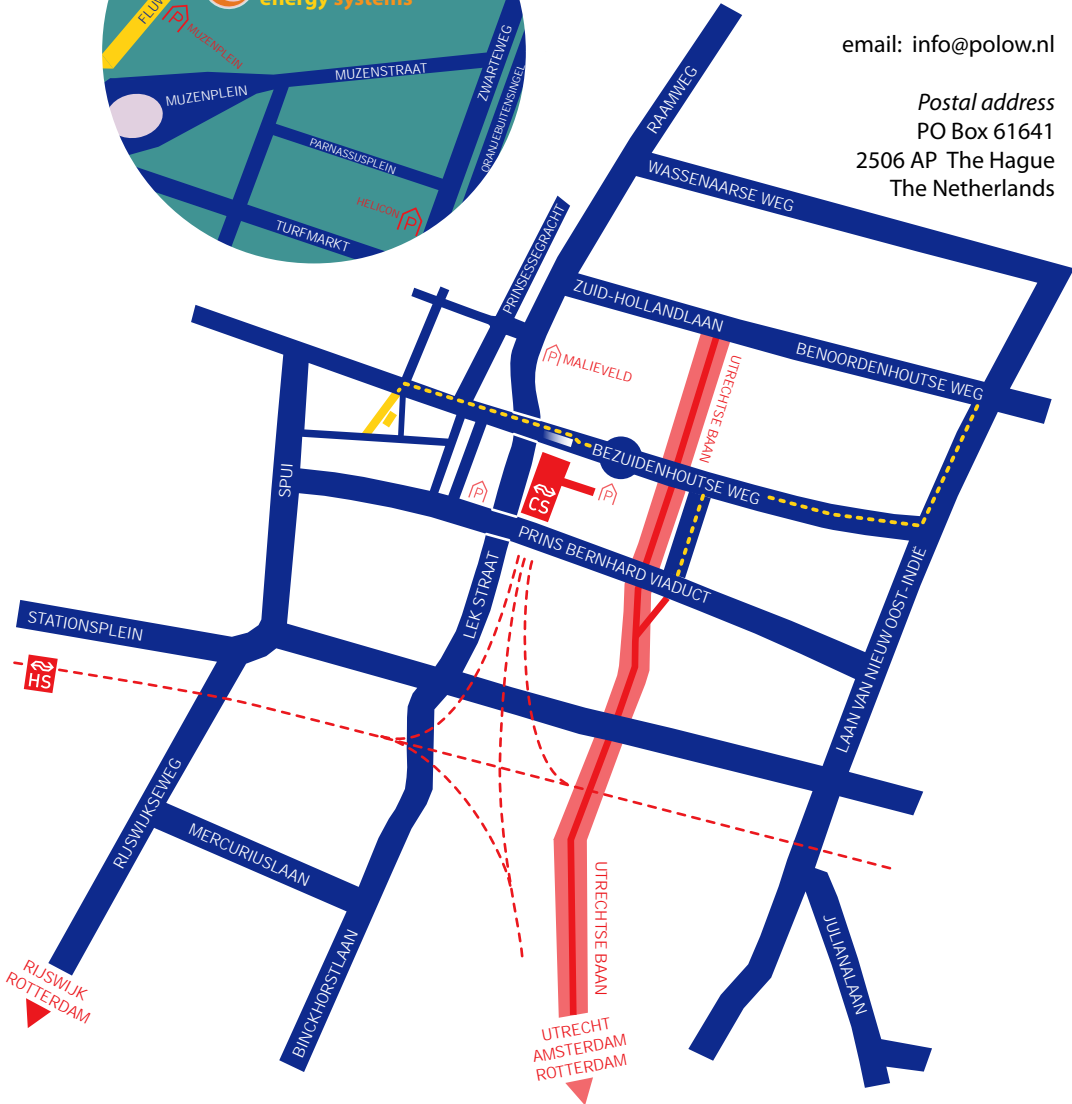 energy systems
FLUW
P MUZENPLEIN
MUZENPLEIN
MUZENSTRAAT
ZWARTEWEG
ORANJEBUITENSINGEL
PARNASSUSPLEIN
HELICON P
TURFMARKT
email: info@polow.nl
Postal address
PO Box 61641
2506 AP The Hague
The Netherlands
RAAMWEG
WASSENAARSE WEG
PRINSESSEGRACHT
ZUID-HOLLANDLAAN
BENOORDENHOUTSE WEG
P MALIEVELD
UTRECHTSE BAAN
BEZUIDENHOUTSE WEG
SPUI
P
CS
P
PRINS BERNHARD VIADUCT
LEK STRAAT
LAAN VAN NIEUW OOST-INDIË
STATIONSPLEIN
HS
RIJSWIJKSEWEG
MERCURIUSLAAN
BINCKHORSTLAAN
UTRECHTSE BAAN
JULIANALAAN
RIJSWIJK
ROTTERDAM
UTRECHT
AMSTERDAM
ROTTERDAM